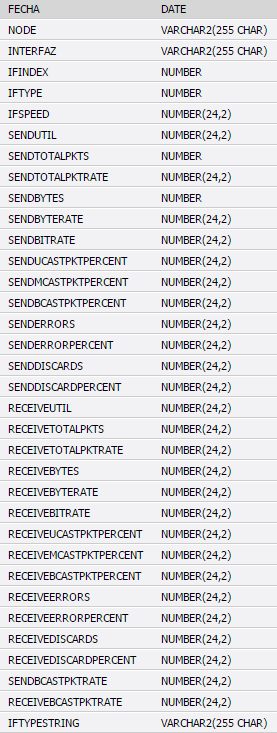 FECHA DATE
NODE VARCHAR2(255 CHAR)
INTERFAZ VARCHAR2(255 CHAR)
IFINDEX NUMBER
IFTYPE NUMBER
IFSPEED NUMBER(24,2)
SENDUTIL NUMBER(24,2)
SENDTOTALPKTS NUMBER
SENDTOTALPKTRATE NUMBER(24,2)
SENDBYTES NUMBER
SENDBYTERATE NUMBER(24,2)
SENDBITRATE NUMBER(24,2)
SENDUCASTPKTPERCENT NUMBER(24,2)
SENDMCASTPKTPERCENT NUMBER(24,2)
SENDBCASTPKTPERCENT NUMBER(24,2)
SENDERRORS NUMBER(24,2)
SENDERRORPERCENT NUMBER(24,2)
SENDDISCARDS NUMBER(24,2)
SENDDISCARDPERCENT NUMBER(24,2)
RECEIVEUTIL NUMBER(24,2)
RECEIVETOTALPKTS NUMBER(24,2)
RECEIVETOTALPKTRATE NUMBER(24,2)
RECEIVEBYTES NUMBER(24,2)
RECEIVEBYTERATE NUMBER(24,2)
RECEIVEBITRATE NUMBER(24,2)
RECEIVEUCASTPKTPERCENT NUMBER(24,2)
RECEIVEMCASTPKTPERCENT NUMBER(24,2)
RECEIVEBCASTPKTPERCENT NUMBER(24,2)
RECEIVEERRORS NUMBER(24,2)
RECEIVEERRORPERCENT NUMBER(24,2)
RECEIVEDISCARDS NUMBER(24,2)
RECEIVEDISCARDPERCENT NUMBER(24,2)
SENDBCASTPKTRATE NUMBER(24,2)
RECEIVEBCASTPKTRATE NUMBER(24,2)
IFTYPESTRING VARCHAR2(255 CHAR)